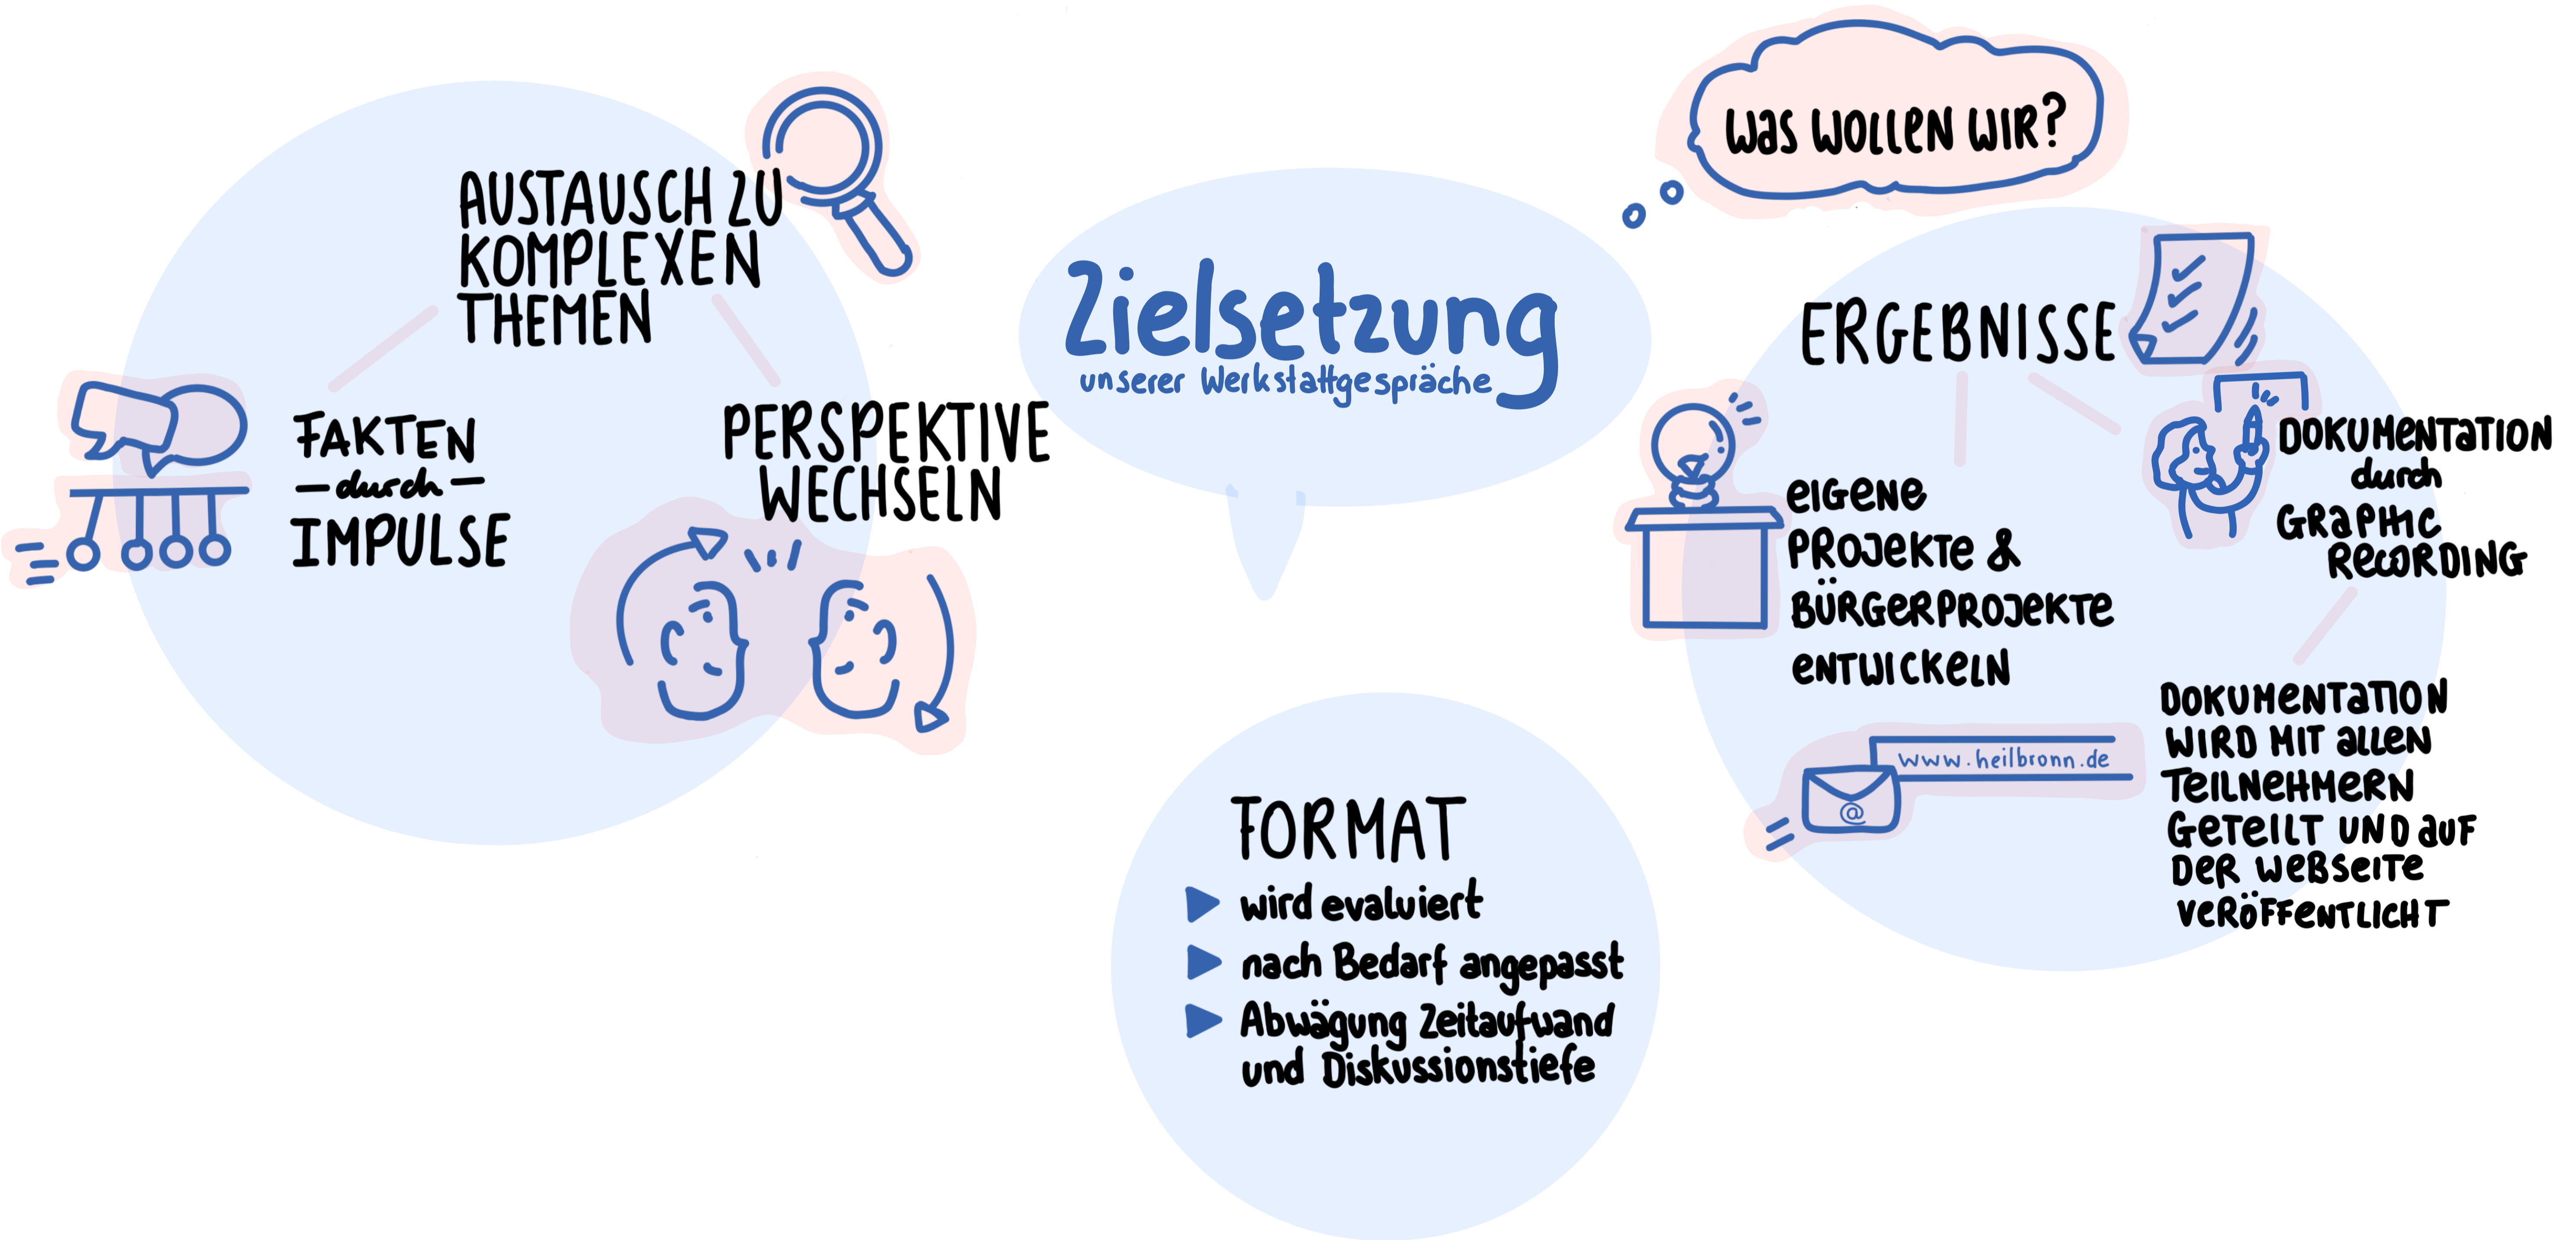 Zielsetzung
unserer Werkstattgespräche
AUSTAUSCH ZU
KOMPLEXEN
THEMEN
FAKTEN
– durch –
IMPULSE
PERSPEKTIVE
WECHSELN
FORMAT
wird evaluiert
nach Bedarf angepasst
Abwägung Zeitaufwand
und Diskussionstiefe
Was wollen wir?
ERGEBNISSE
eigene
Projekte &
Bürgerprojekte
entwickeln
Dokumentation
durch
Graphic
Recording
www.heilbronn.de
@
Dokumentation
wird mit allen
Teilnehmern
geteilt und auf
der Webseite
veröffentlicht